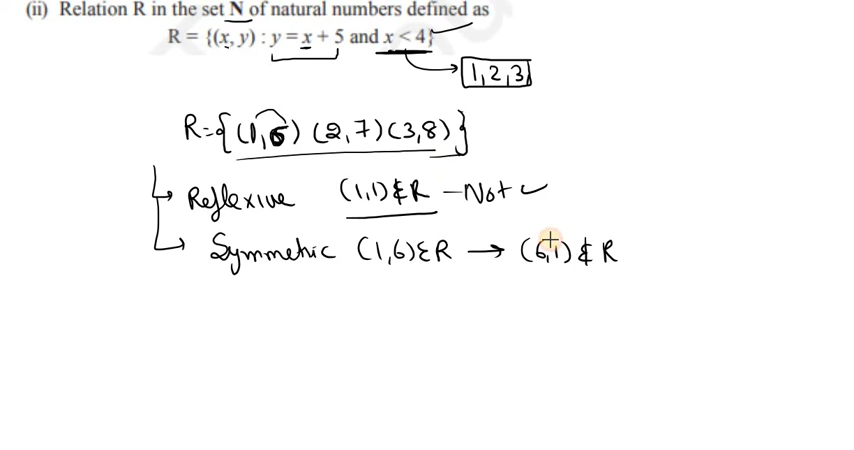 (ii) Relation R in the set N of natural numbers defined as
R = {(x, y) : y = x + 5 and x < 4}
1, 2, 3
R = {(1, 6) (2, 7) (3, 8)}
Reflexive (1,1) ∉ R – Not ✓
Symmetric (1,6) ∈ R → (6,1) ∉ R